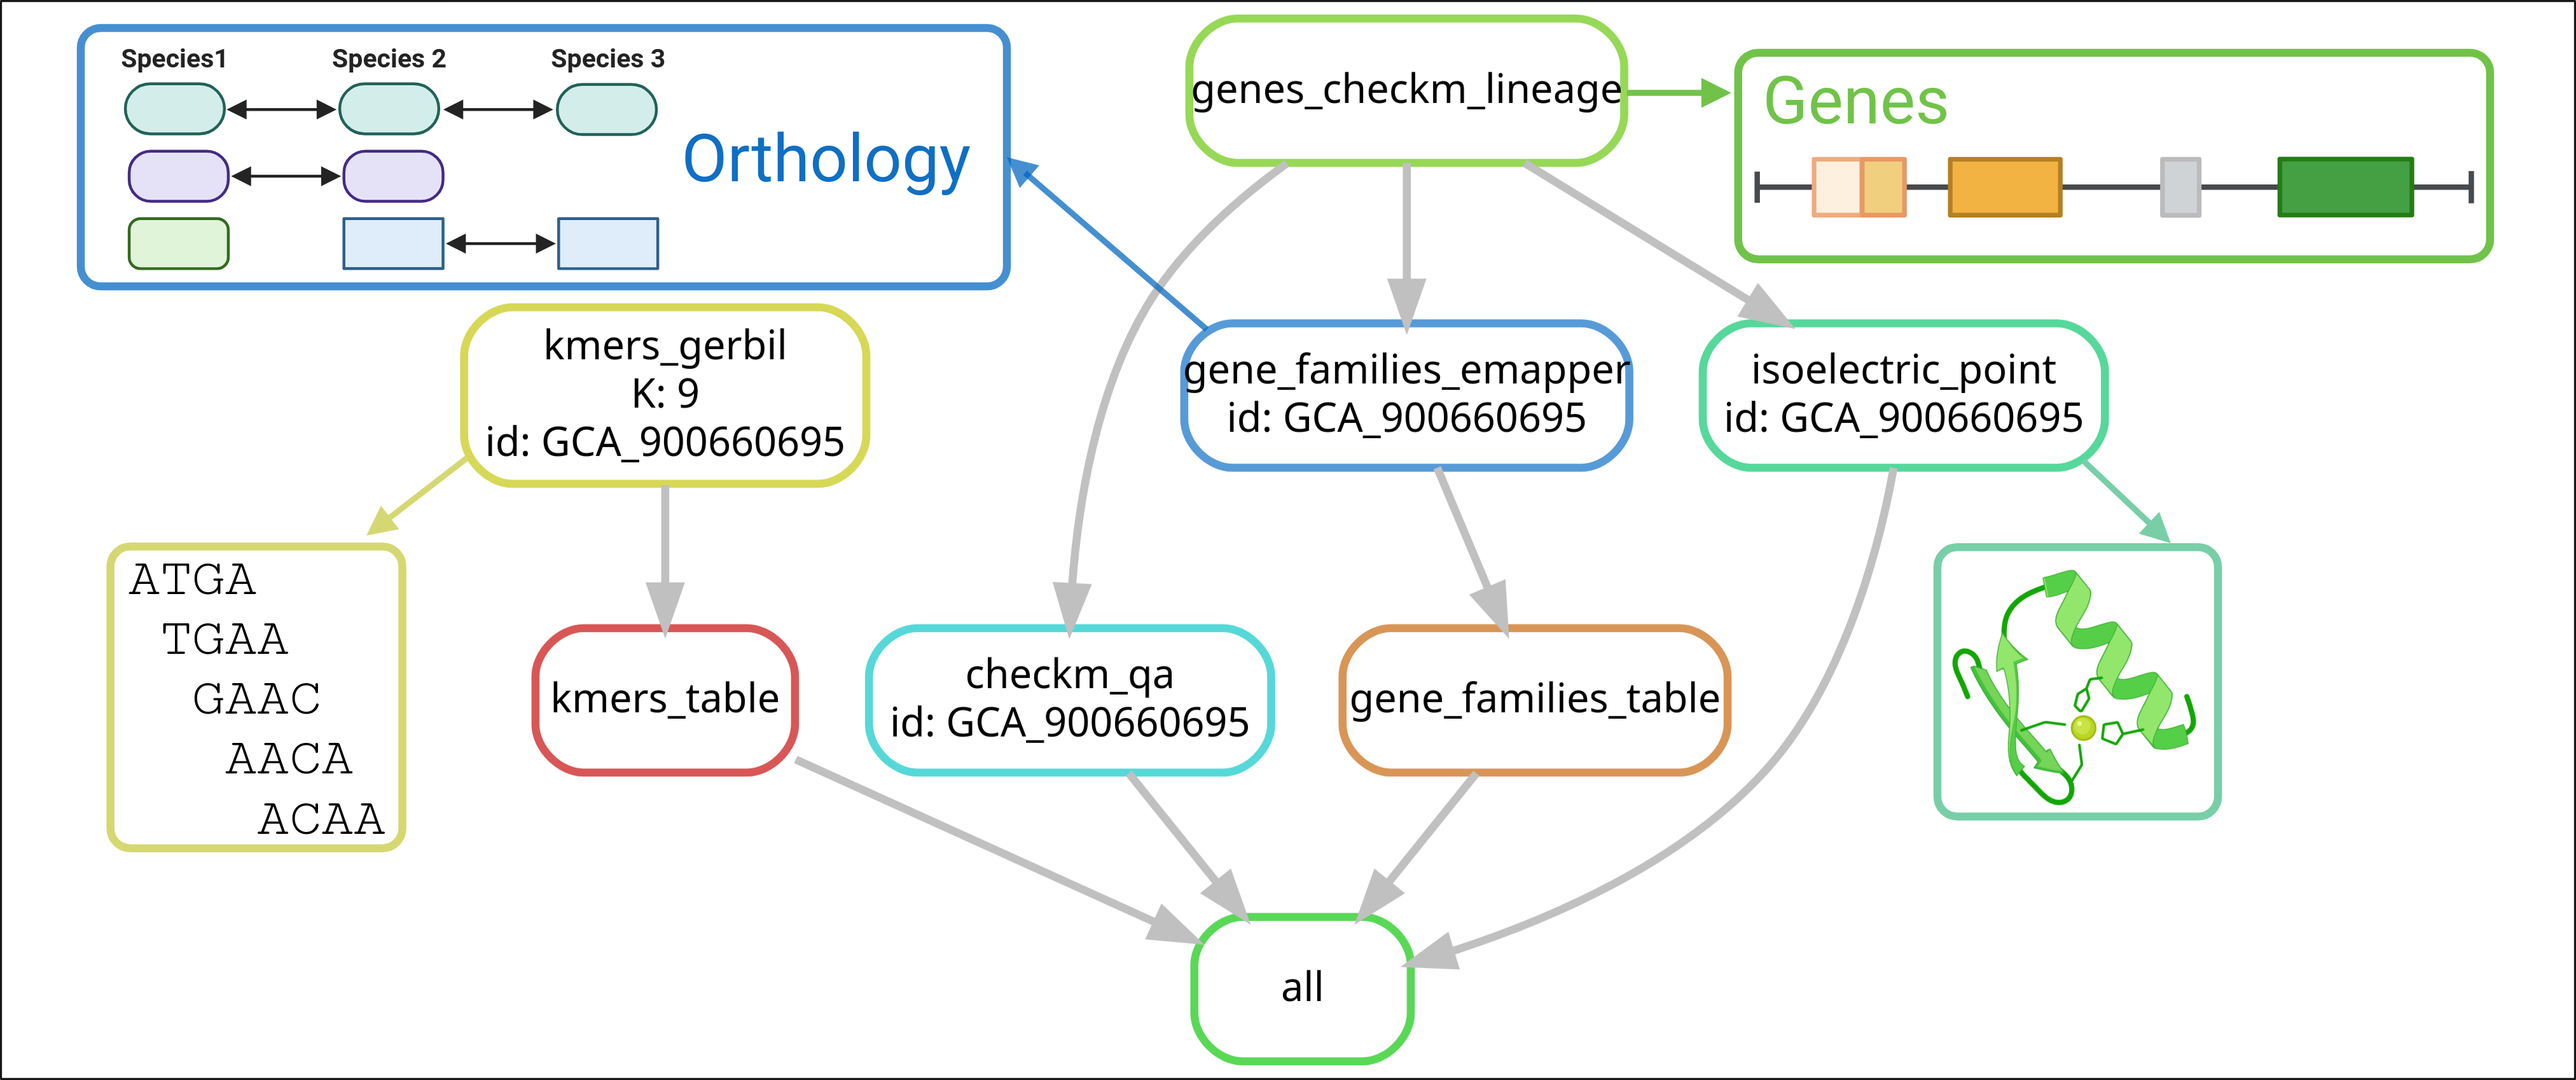 Species1
Species 2
Species 3
Orthology
genes_checkm_lineage
Genes
kmers_gerbil
K: 9
id: GCA_900660695
gene_families_emapper
id: GCA_900660695
isoelectric_point
id: GCA_900660695
ATGA
TGAA
GAAC
AACA
ACAA
kmers_table
checkm_qa
id: GCA_900660695
gene_families_table
all